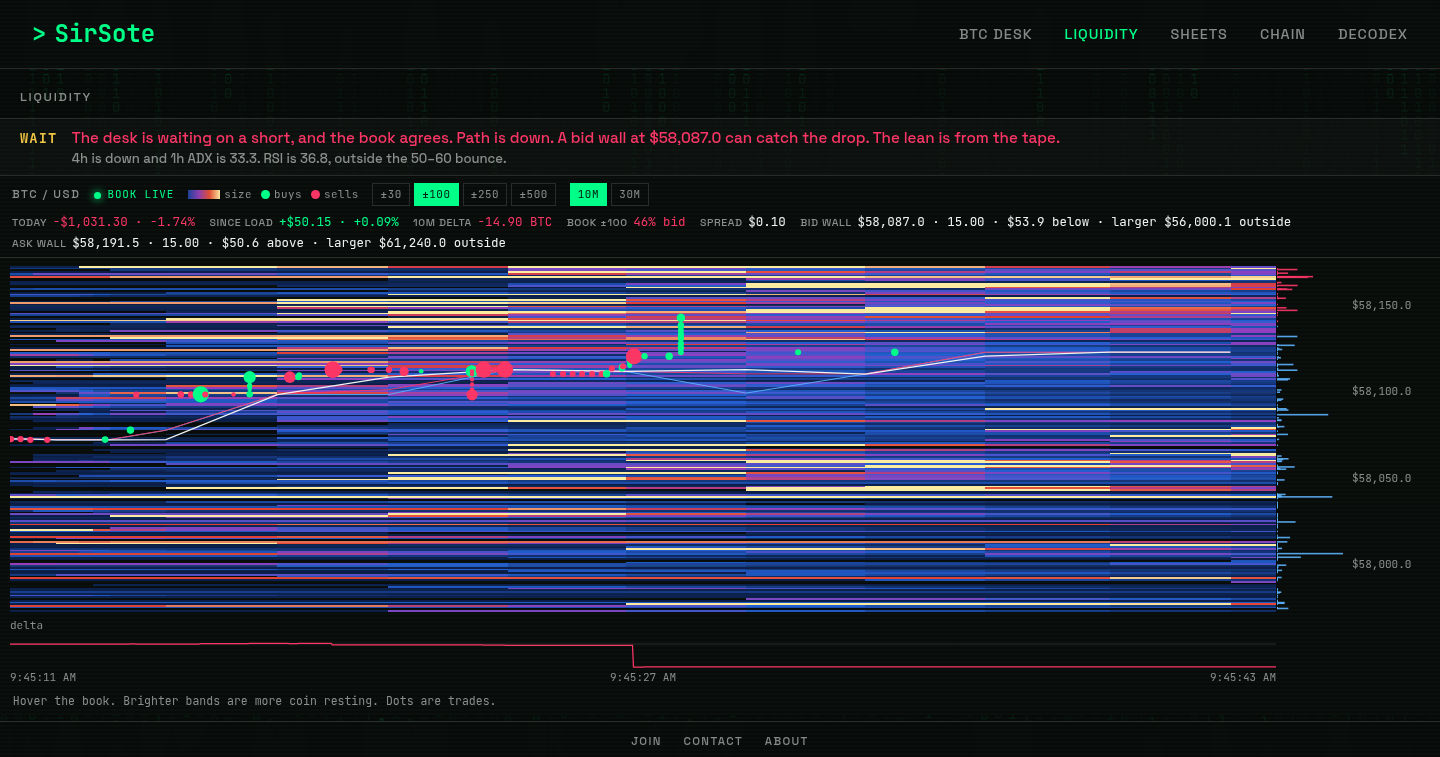 > SirSote
BTC DESK LIQUIDITY SHEETS CHAIN DECODEX
LIQUIDITY
WAIT The desk is waiting on a short, and the book agrees. Path is down. A bid wall at $58,087.0 can catch the drop. The lean is from the tape.
4h is down and 1h ADX is 33.3. RSI is 36.8, outside the 50–60 bounce.
BTC / USD BOOK LIVE size buys sells ±30 ±100 ±250 ±500 10M 30M
TODAY -$1,031.30 · -1.74% SINCE LOAD +$50.15 · +0.09% 10M DELTA -14.90 BTC BOOK ±100 46% bid SPREAD $0.10 BID WALL $58,087.0 · 15.00 · $53.9 below · larger $56,000.1 outside
ASK WALL $58,191.5 · 15.00 · $50.6 above · larger $61,240.0 outside
$58,150.0
$58,100.0
$58,050.0
$58,000.0
delta
9:45:11 AM 9:45:27 AM 9:45:43 AM
Hover the book. Brighter bands are more coin resting. Dots are trades.
JOIN CONTACT ABOUT